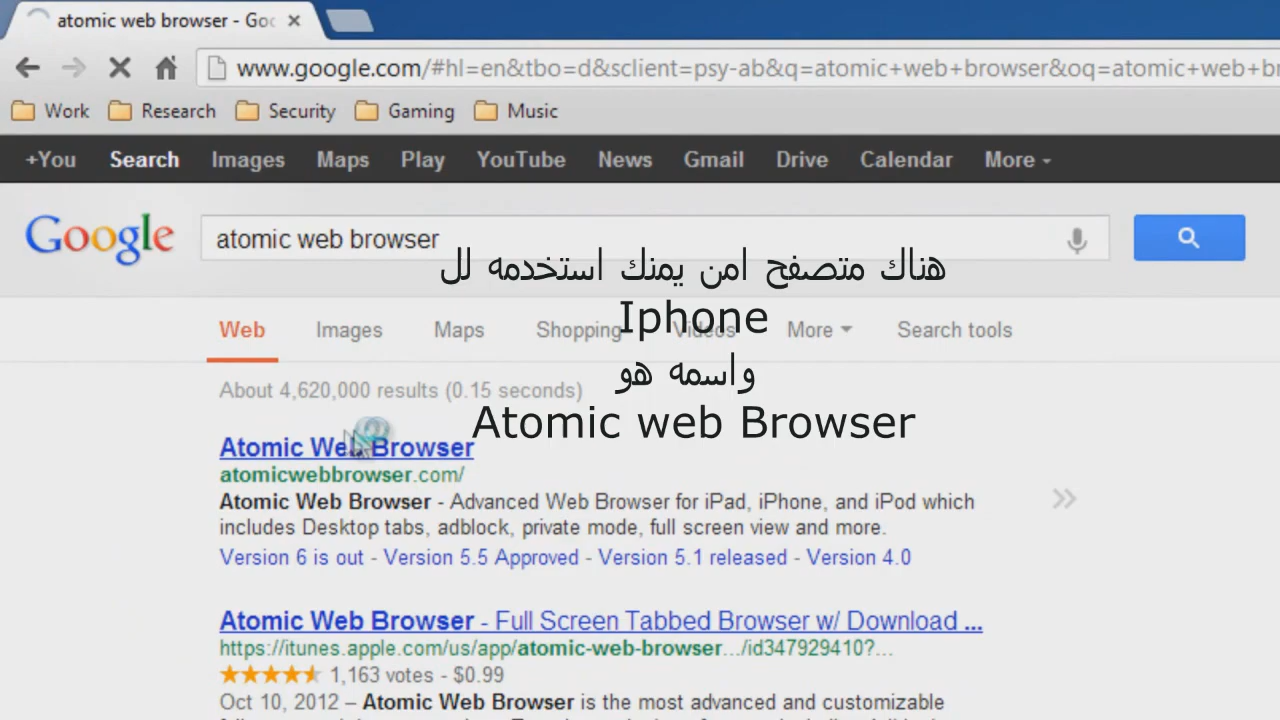 atomic web browser - Goo
www.google.com/#hl=en&tbo=d&sclient=psy-ab&q=atomic+web+browser&oq=atomic+web+br
Work Research Security Gaming Music
+You Search Images Maps Play YouTube News Gmail Drive Calendar More
Google atomic web browser
هناك متصفح امن يمنك استخدمه لل
Iphone
واسمه هو
Atomic web Browser
Web Images Maps Shopping Videos More Search tools
About 4,620,000 results (0.15 seconds)
Atomic Web Browser
atomicwebbrowser.com/
Atomic Web Browser - Advanced Web Browser for iPad, iPhone, and iPod which
includes Desktop tabs, adblock, private mode, full screen view and more.
Version 6 is out - Version 5.5 Approved - Version 5.1 released - Version 4.0
Atomic Web Browser - Full Screen Tabbed Browser w/ Download ...
https://itunes.apple.com/us/app/atomic-web-browser.../id347929410?...
1,163 votes - $0.99
Oct 10, 2012 – Atomic Web Browser is the most advanced and customizable